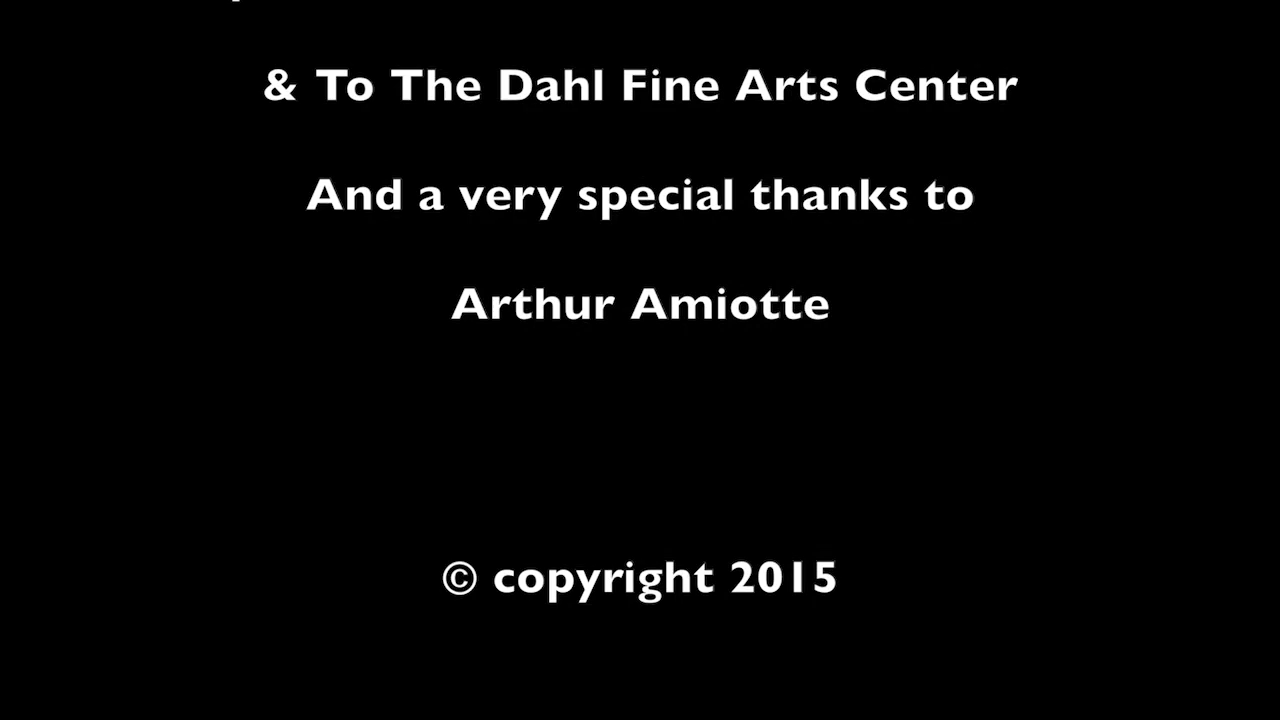 & To The Dahl Fine Arts Center
And a very special thanks to
Arthur Amiotte
© copyright 2015